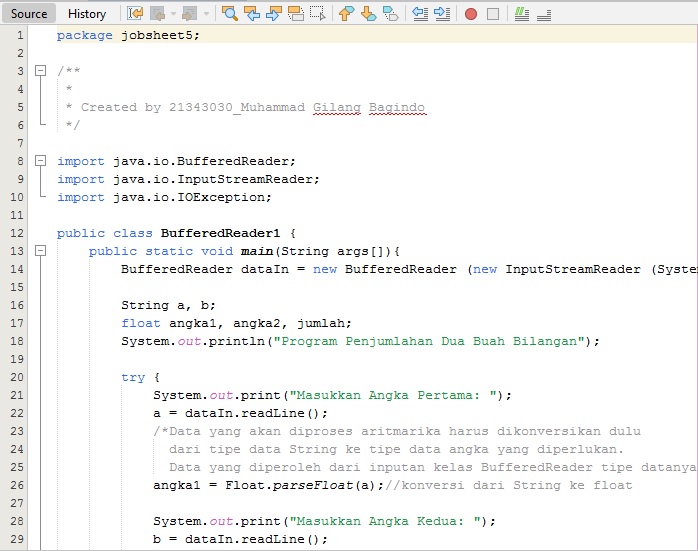 Source History
1 package jobsheet5;
2
3 /**
4 *
5 * Created by 21343030_Muhammad Gilang Bagindo
6 */
7
8 import java.io.BufferedReader;
9 import java.io.InputStreamReader;
10 import java.io.IOException;
11
12 public class BufferedReader1 {
13 public static void main(String args[]){
14 BufferedReader dataIn = new BufferedReader (new InputStreamReader (Syste
15
16 String a, b;
17 float angka1, angka2, jumlah;
18 System.out.println("Program Penjumlahan Dua Buah Bilangan");
19
20 try {
21 System.out.print("Masukkan Angka Pertama: ");
22 a = dataIn.readLine();
23 /*Data yang akan diproses aritmarika harus dikonversikan dulu
24 dari tipe data String ke tipe data angka yang diperlukan.
25 Data yang diperoleh dari inputan kelas BufferedReader tipe datanya
26 angka1 = Float.parseFloat(a);//konversi dari String ke float
27
28 System.out.print("Masukkan Angka Kedua: ");
29 b = dataIn.readLine();